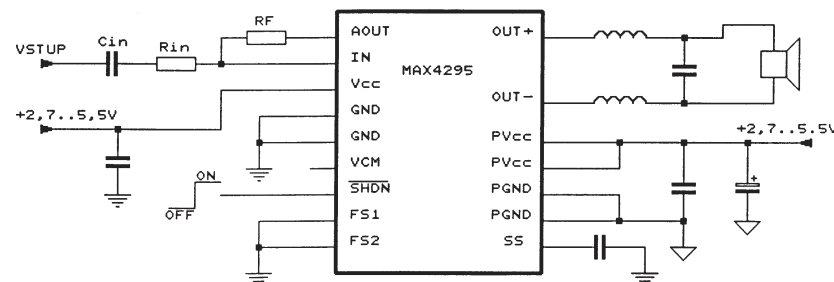 VSTUP
Cin
Rin
RF
+2,7..5,5V
ON
OFF
AOUT
IN
Vcc
GND
GND
VCM
SHDN
FS1
FS2
MAX4295
OUT+
OUT-
PVcc
PVcc
PGND
PGND
SS
+2,7..5.5V
+